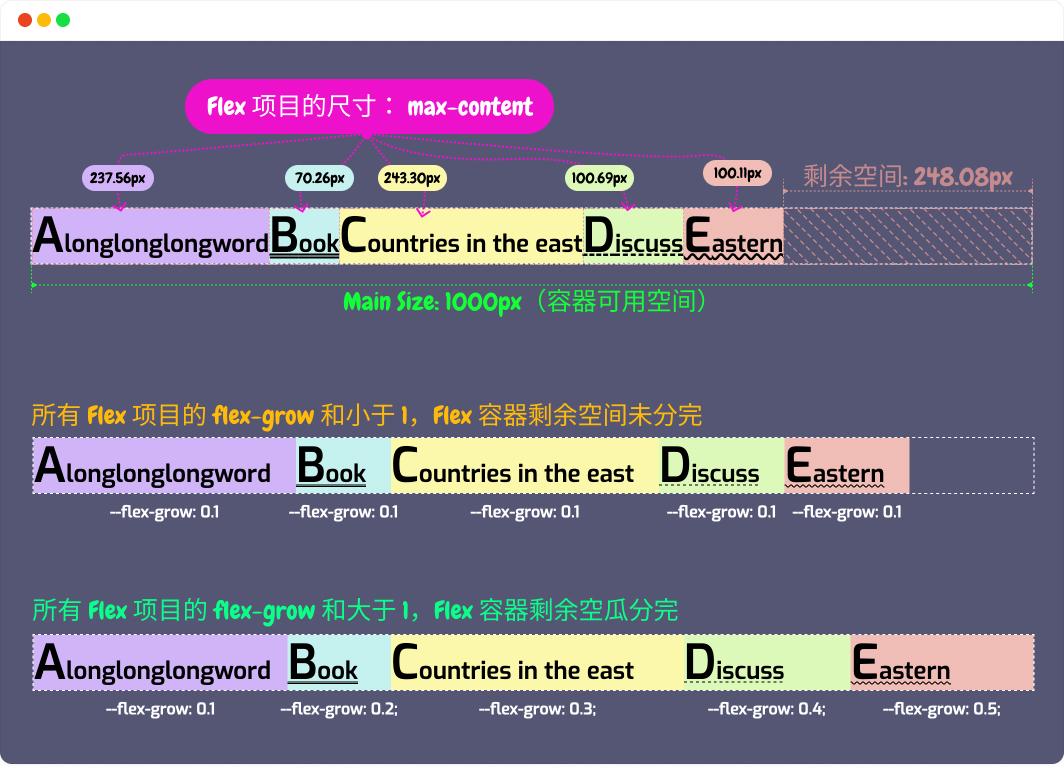 Flex 项目的尺寸： max-content
237.56px 70.26px 243.30px 100.69px 100.11px 剩余空间: 248.08px
Alonglonglongword Book Countries in the east Discuss Eastern
Main Size: 1000px（容器可用空间）
所有 Flex 项目的 flex-grow 和小于 1，Flex 容器剩余空间未分完
Alonglonglongword Book Countries in the east Discuss Eastern
--flex-grow: 0.1 --flex-grow: 0.1 --flex-grow: 0.1 --flex-grow: 0.1 --flex-grow: 0.1
所有 Flex 项目的 flex-grow 和大于 1，Flex 容器剩余空瓜分完
Alonglonglongword Book Countries in the east Discuss Eastern
--flex-grow: 0.1 --flex-grow: 0.2; --flex-grow: 0.3; --flex-grow: 0.4; --flex-grow: 0.5;